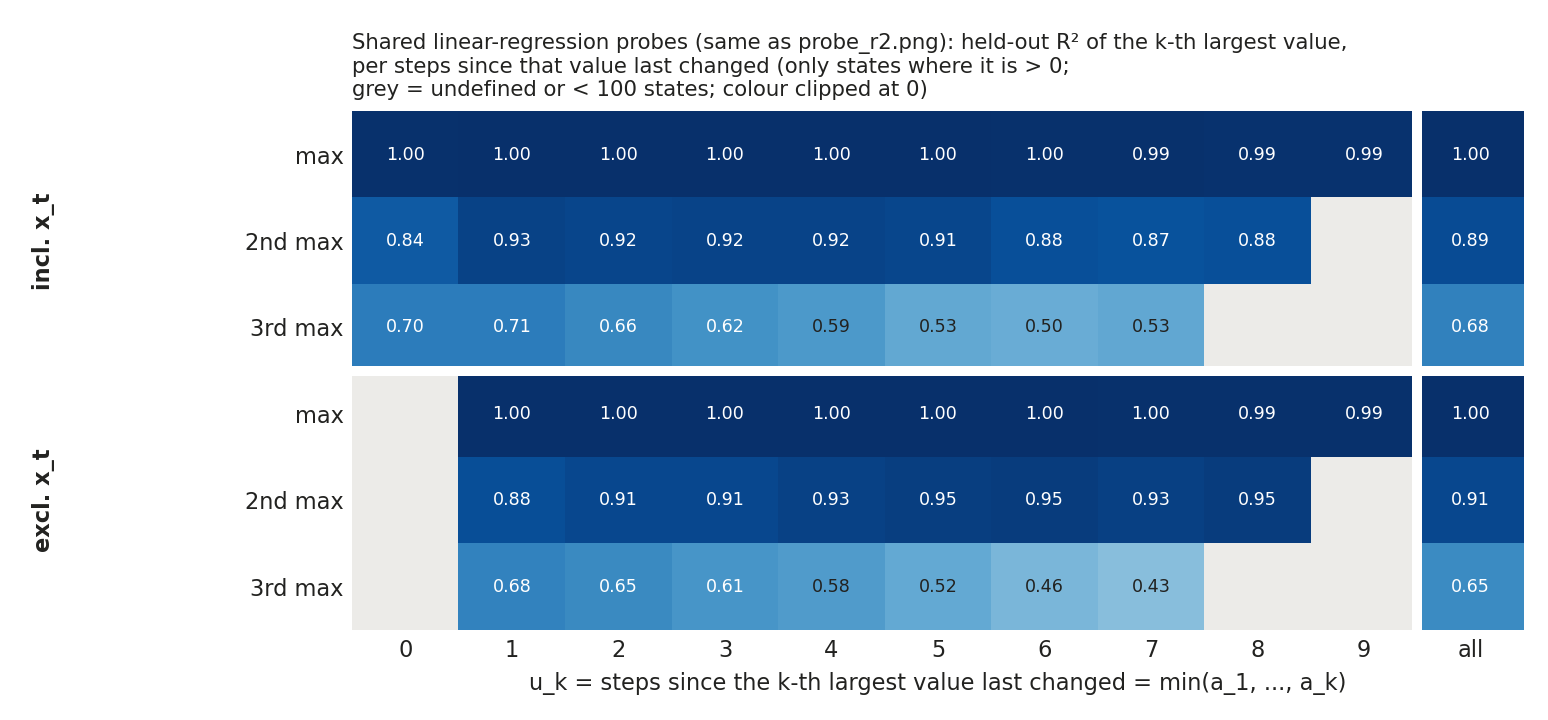 Shared linear-regression probes (same as probe_r2.png): held-out R² of the k-th largest value,
per steps since that value last changed (only states where it is > 0;
grey = undefined or < 100 states; colour clipped at 0)
incl. x_t
max 1.00 1.00 1.00 1.00 1.00 1.00 1.00 0.99 0.99 0.99 1.00
2nd max 0.84 0.93 0.92 0.92 0.92 0.91 0.88 0.87 0.88 0.89
3rd max 0.70 0.71 0.66 0.62 0.59 0.53 0.50 0.53 0.68
excl. x_t
max 1.00 1.00 1.00 1.00 1.00 1.00 1.00 0.99 0.99 1.00
2nd max 0.88 0.91 0.91 0.93 0.95 0.95 0.93 0.95 0.91
3rd max 0.68 0.65 0.61 0.58 0.52 0.46 0.43 0.65
0 1 2 3 4 5 6 7 8 9 all
u_k = steps since the k-th largest value last changed = min(a_1, ..., a_k)